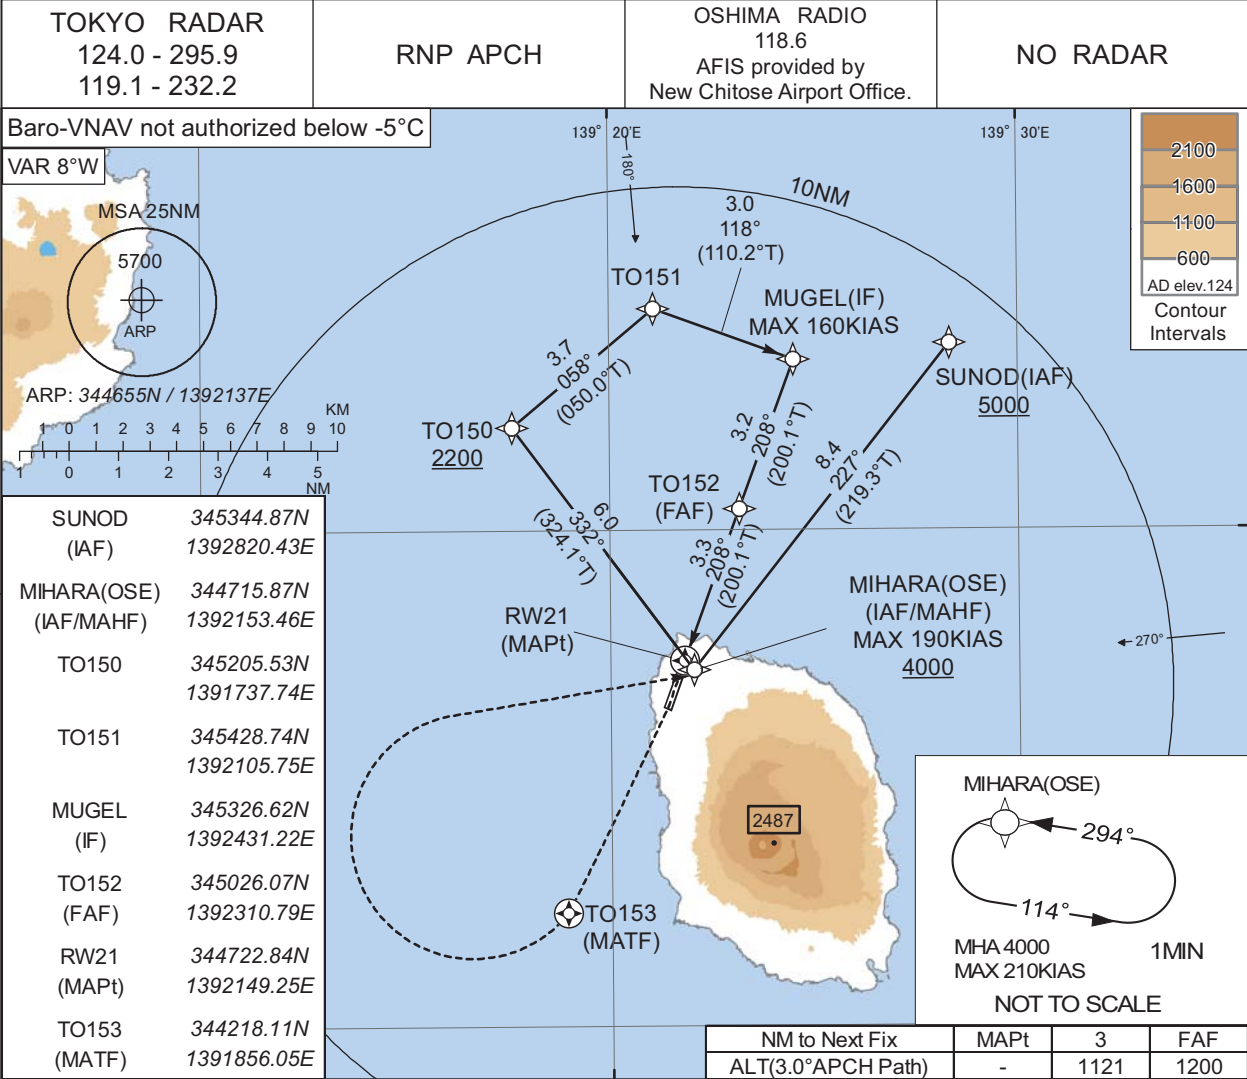 TOKYO RADAR
124.0 - 295.9
119.1 - 232.2
RNP APCH
OSHIMA RADIO
118.6
AFIS provided by
New Chitose Airport Office.
NO RADAR
Baro-VNAV not authorized below -5°C
VAR 8°W
139° 20'E
139° 30'E
180°
10NM
2100
1600
1100
600
AD elev.124
Contour
Intervals
MSA 25NM
5700
ARP
ARP: 344655N / 1392137E
KM
1 0 1 2 3 4 5 6 7 8 9 10
1 0 1 2 3 4 5
NM
3.0
118°
(110.2°T)
TO151
MUGEL(IF)
MAX 160KIAS
SUNOD(IAF)
5000
3.7
058°
(050.0°T)
TO150
2200
3.2
208°
(200.1°T)
8.4
227°
(219.3°T)
TO152
(FAF)
6.0
332°
(324.1°T)
3.3
208°
(200.1°T)
RW21
(MAPt)
MIHARA(OSE)
(IAF/MAHF)
MAX 190KIAS
4000
270°
2487
TO153
(MATF)
SUNOD 345344.87N
(IAF) 1392820.43E
MIHARA(OSE) 344715.87N
(IAF/MAHF) 1392153.46E
TO150 345205.53N
1391737.74E
TO151 345428.74N
1392105.75E
MUGEL 345326.62N
(IF) 1392431.22E
TO152 345026.07N
(FAF) 1392310.79E
RW21 344722.84N
(MAPt) 1392149.25E
TO153 344218.11N
(MATF) 1391856.05E
MIHARA(OSE)
294°
114°
MHA 4000
MAX 210KIAS
1MIN
NOT TO SCALE
NM to Next Fix MAPt 3 FAF
ALT(3.0°APCH Path) - 1121 1200